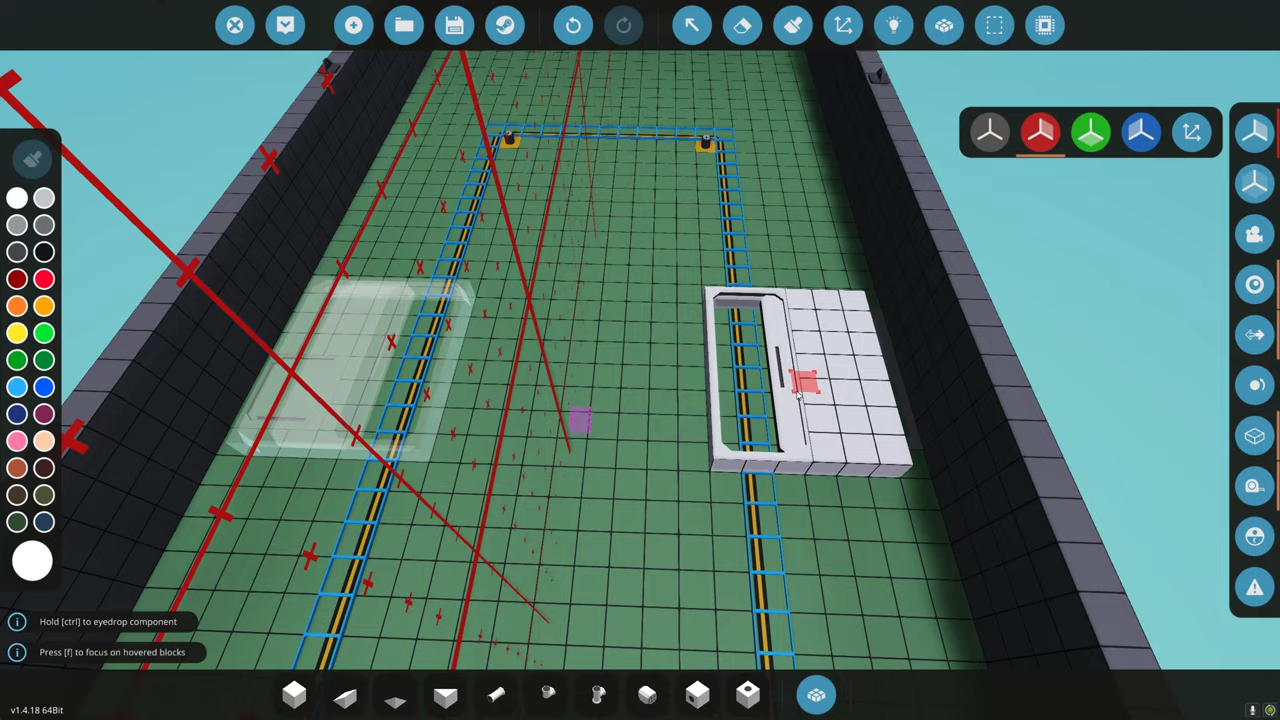 Hold [ctrl] to eyedrop component
Press [f] to focus on hovered blocks
v1.4.18 64Bit